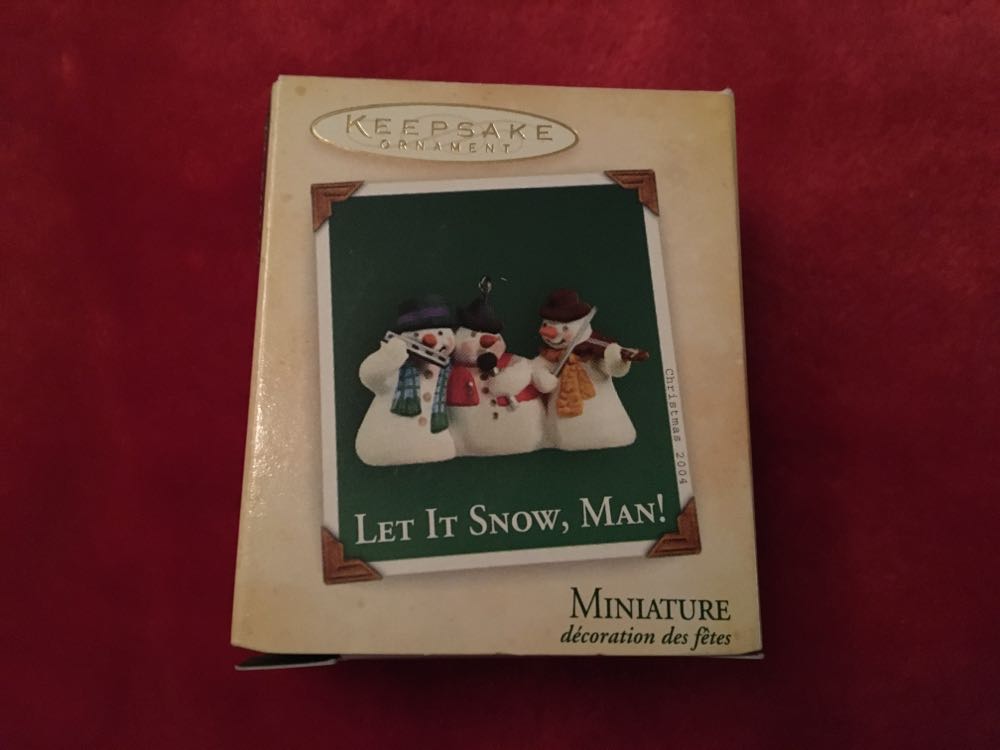 KEEPSAKE
ORNAMENT
Christmas 2004
LET IT SNOW, MAN!
MINIATURE
décoration des fêtes